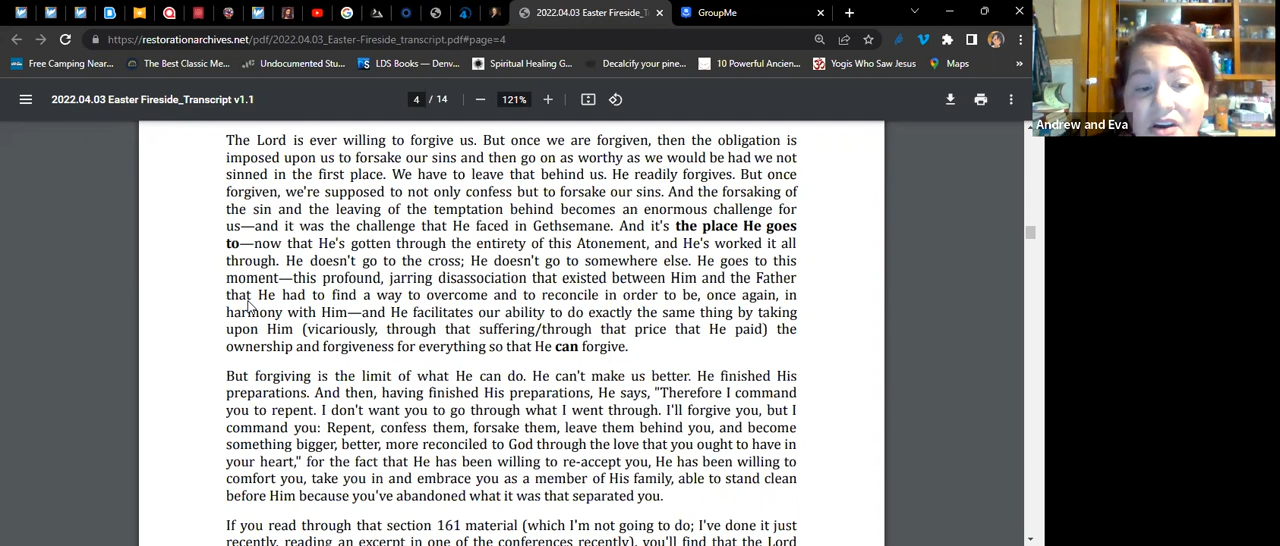 2022.04.03 Easter Fireside_T
GroupMe
https://restorationarchives.net/pdf/2022.04.03_Easter-Fireside_transcript.pdf#page=4
Free Camping Near...
The Best Classic Me...
Undocumented Stu...
LDS Books — Denv...
Spiritual Healing G...
Decalcify your pine...
10 Powerful Ancien...
Yogis Who Saw Jesus
Maps
2022.04.03 Easter Fireside_Transcript v1.1
4 / 14
121%
Andrew and Eva
The Lord is ever willing to forgive us. But once we are forgiven, then the obligation is
imposed upon us to forsake our sins and then go on as worthy as we would be had we not
sinned in the first place. We have to leave that behind us. He readily forgives. But once
forgiven, we're supposed to not only confess but to forsake our sins. And the forsaking of
the sin and the leaving of the temptation behind becomes an enormous challenge for
us—and it was the challenge that He faced in Gethsemane. And it's the place He goes
to—now that He's gotten through the entirety of this Atonement, and He's worked it all
through. He doesn't go to the cross; He doesn't go to somewhere else. He goes to this
moment—this profound, jarring disassociation that existed between Him and the Father
that He had to find a way to overcome and to reconcile in order to be, once again, in
harmony with Him—and He facilitates our ability to do exactly the same thing by taking
upon Him (vicariously, through that suffering/through that price that He paid) the
ownership and forgiveness for everything so that He can forgive.
But forgiving is the limit of what He can do. He can't make us better. He finished His
preparations. And then, having finished His preparations, He says, "Therefore I command
you to repent. I don't want you to go through what I went through. I'll forgive you, but I
command you: Repent, confess them, forsake them, leave them behind you, and become
something bigger, better, more reconciled to God through the love that you ought to have in
your heart," for the fact that He has been willing to re-accept you, He has been willing to
comfort you, take you in and embrace you as a member of His family, able to stand clean
before Him because you've abandoned what it was that separated you.
If you read through that section 161 material (which I'm not going to do; I've done it just
recently, reading an excerpt in one of the conferences recently), you'll find that the Lord